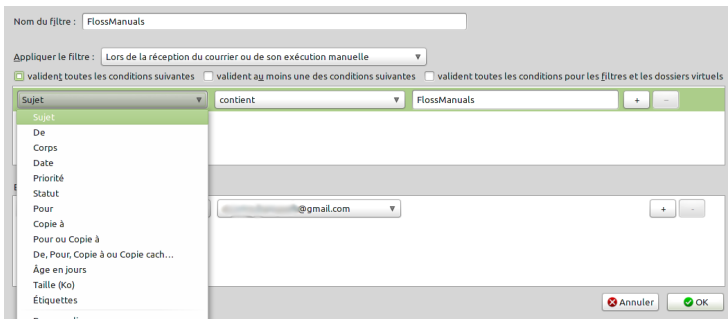 Nom du filtre : FlossManuals
Appliquer le filtre : Lors de la réception du courrier ou de son exécution manuelle
valident toutes les conditions suivantes valident au moins une des conditions suivantes valident toutes les conditions pour les filtres et les dossiers virtuels
Sujet contient FlossManuals + -
Sujet
De
Corps
Date
Priorité
Statut
Pour
@gmail.com + -
Copie à
Pour ou Copie à
De, Pour, Copie à ou Copie cach...
Âge en jours
Taille (Ko)
Étiquettes
Annuler OK